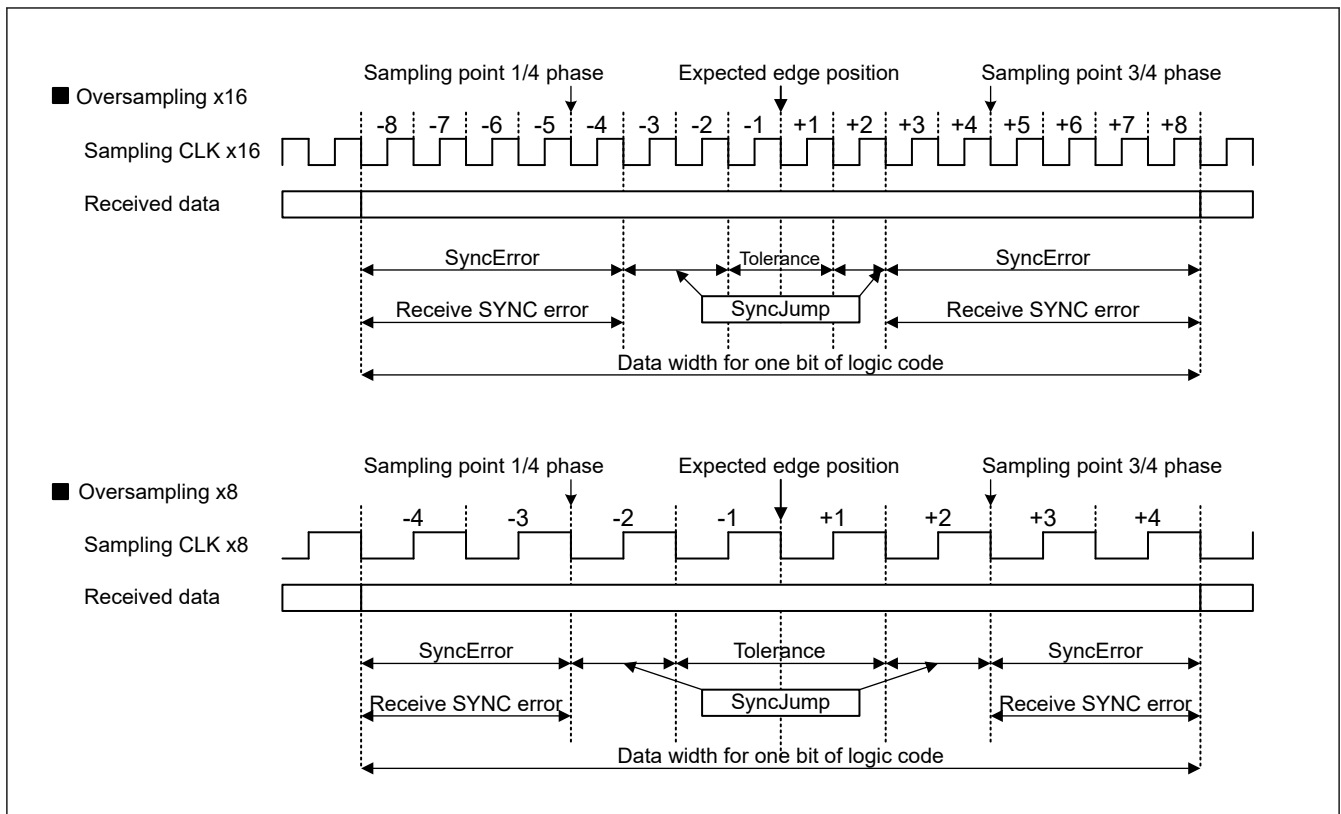 Sampling point 1/4 phase Expected edge position Sampling point 3/4 phase
■ Oversampling x16
-8 -7 -6 -5 -4 -3 -2 -1 +1 +2 +3 +4 +5 +6 +7 +8
Sampling CLK x16
Received data
SyncError Tolerance SyncError
Receive SYNC error SyncJump Receive SYNC error
Data width for one bit of logic code
Sampling point 1/4 phase Expected edge position Sampling point 3/4 phase
■ Oversampling x8
-4 -3 -2 -1 +1 +2 +3 +4
Sampling CLK x8
Received data
SyncError Tolerance SyncError
Receive SYNC error SyncJump Receive SYNC error
Data width for one bit of logic code